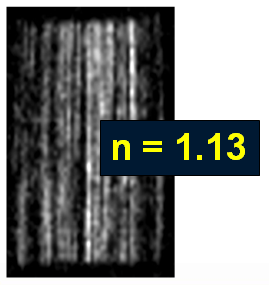 n = 1.13